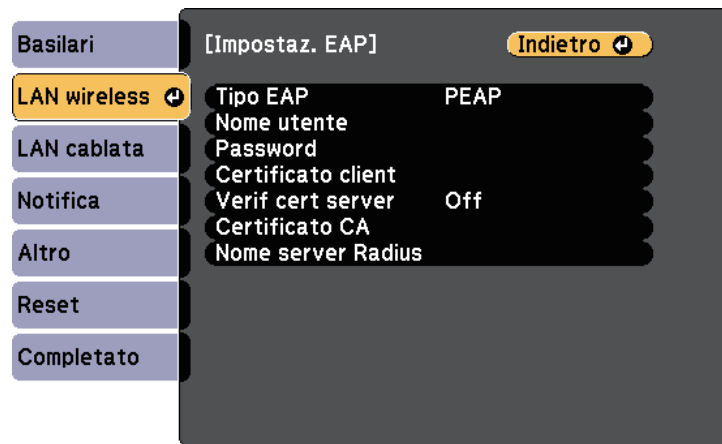 Basilari
LAN wireless
LAN cablata
Notifica
Altro
Reset
Completato
[Impostaz. EAP]
Indietro
Tipo EAP PEAP
Nome utente
Password
Certificato client
Verif cert server Off
Certificato CA
Nome server Radius